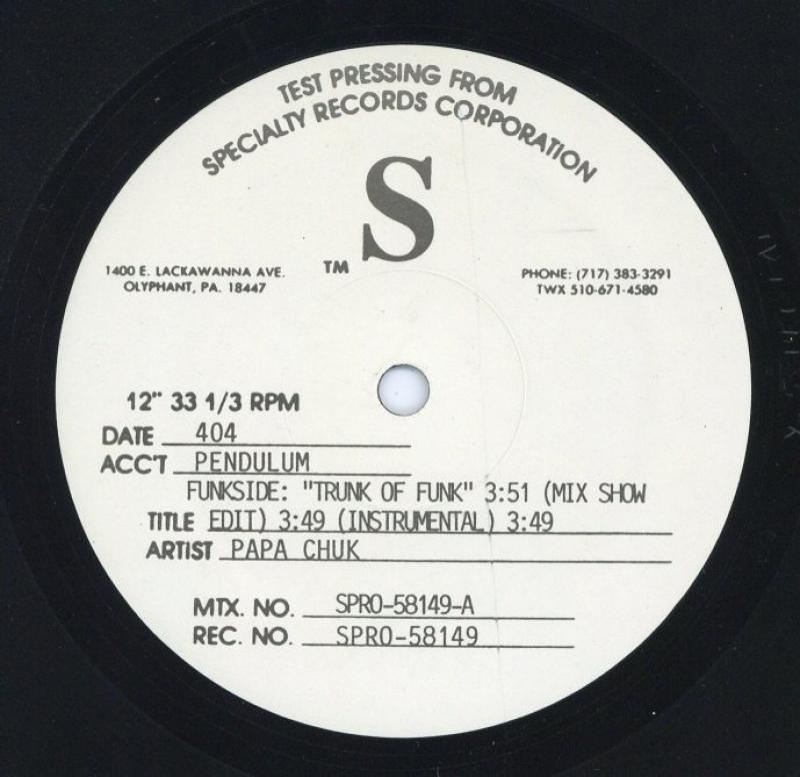 TEST PRESSING FROM
SPECIALTY RECORDS CORPORATION
S
TM
1400 E. LACKAWANNA AVE.
OLYPHANT, PA. 18447
PHONE: (717) 383-3291
TWX 510-671-4580
12" 33 1/3 RPM
DATE 404
ACC'T PENDULUM
FUNKSIDE: "TRUNK OF FUNK" 3:51 (MIX SHOW
TITLE EDIT) 3:49 (INSTRUMENTAL) 3:49
ARTIST PAPA CHUK
MTX. NO. SPRO-58149-A
REC. NO. SPRO-58149